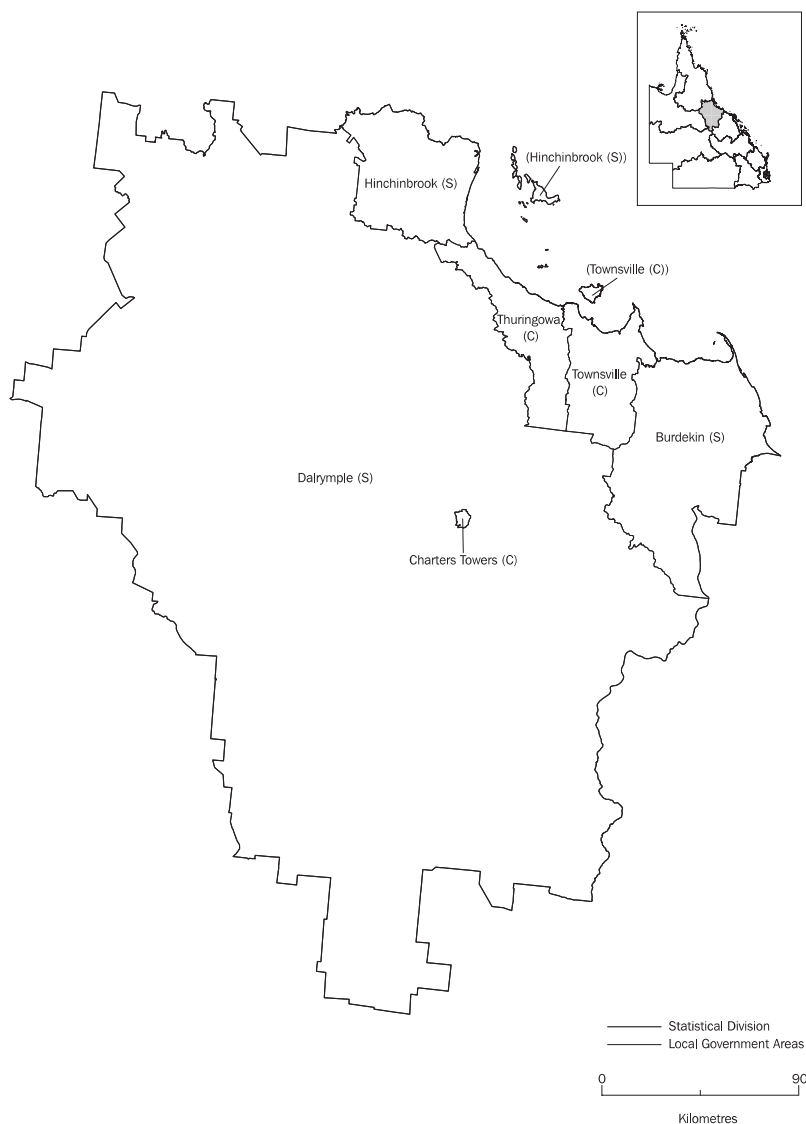 (Hinchinbrook (S))
Hinchinbrook (S)
(Townsville (C))
Thuringowa
(C)
Townsville
(C)
Burdekin (S)
Dalrymple (S)
Charters Towers (C)
Statistical Division
Local Government Areas
0 90
Kilometres